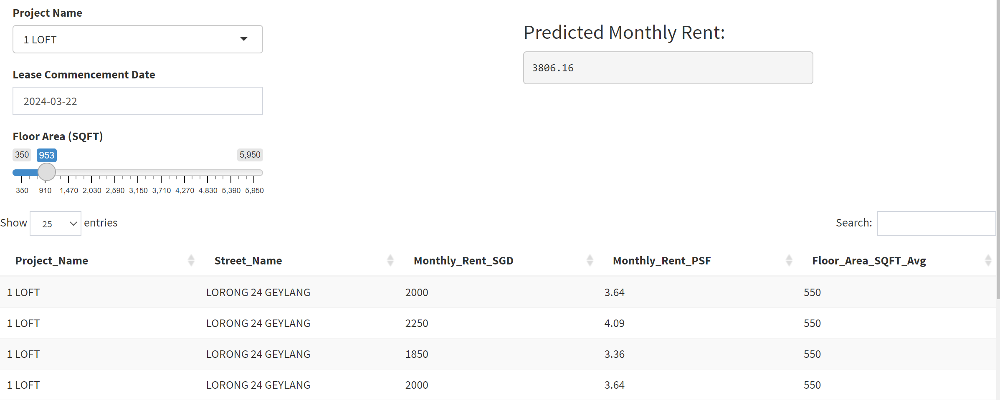 Project Name
1 LOFT
Predicted Monthly Rent:
3806.16
Lease Commencement Date
2024-03-22
Floor Area (SQFT)
350 953 5,950
350 910 1,470 2,030 2,590 3,150 3,710 4,270 4,830 5,390 5,950
Show 25 entries Search:
Project_Name Street_Name Monthly_Rent_SGD Monthly_Rent_PSF Floor_Area_SQFT_Avg
1 LOFT LORONG 24 GEYLANG 2000 3.64 550
1 LOFT LORONG 24 GEYLANG 2250 4.09 550
1 LOFT LORONG 24 GEYLANG 1850 3.36 550
1 LOFT LORONG 24 GEYLANG 2000 3.64 550